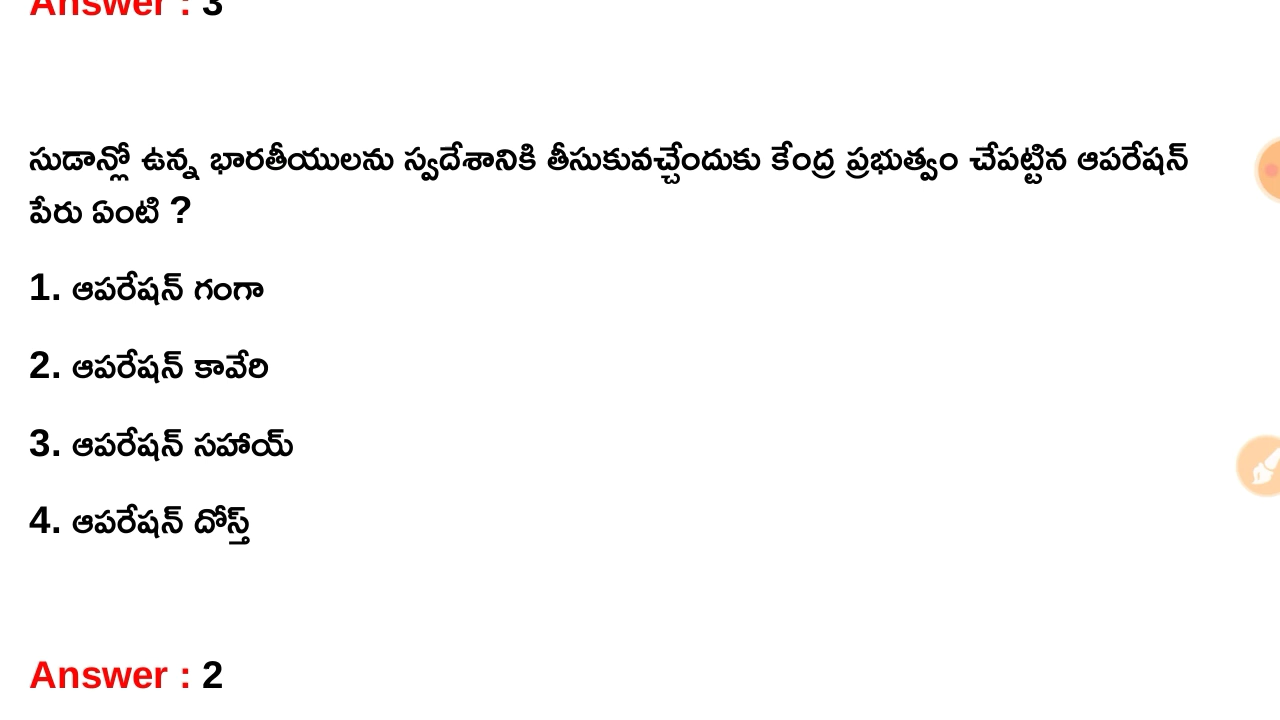 Answer : 3
సుడాన్లో ఉన్న భారతీయులను స్వదేశానికి తీసుకువచ్చేందుకు కేంద్ర ప్రభుత్వం చేపట్టిన ఆపరేషన్
పేరు ఏంటి ?
1. ఆపరేషన్ గంగా
2. ఆపరేషన్ కావేరి
3. ఆపరేషన్ సహాయ్
4. ఆపరేషన్ దోస్త్
Answer : 2